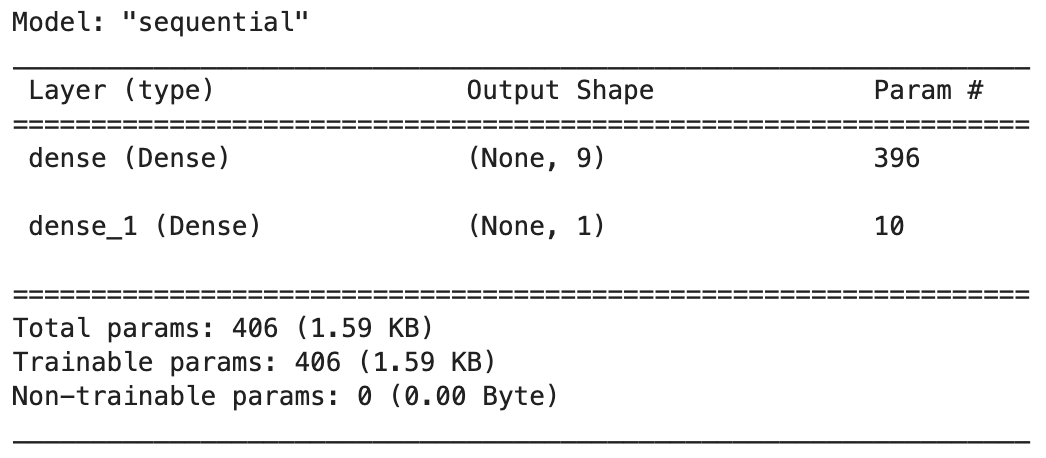 Model: "sequential"
Layer (type) Output Shape Param #
=================================================================
dense (Dense) (None, 9) 396
dense_1 (Dense) (None, 1) 10
=================================================================
Total params: 406 (1.59 KB)
Trainable params: 406 (1.59 KB)
Non-trainable params: 0 (0.00 Byte)